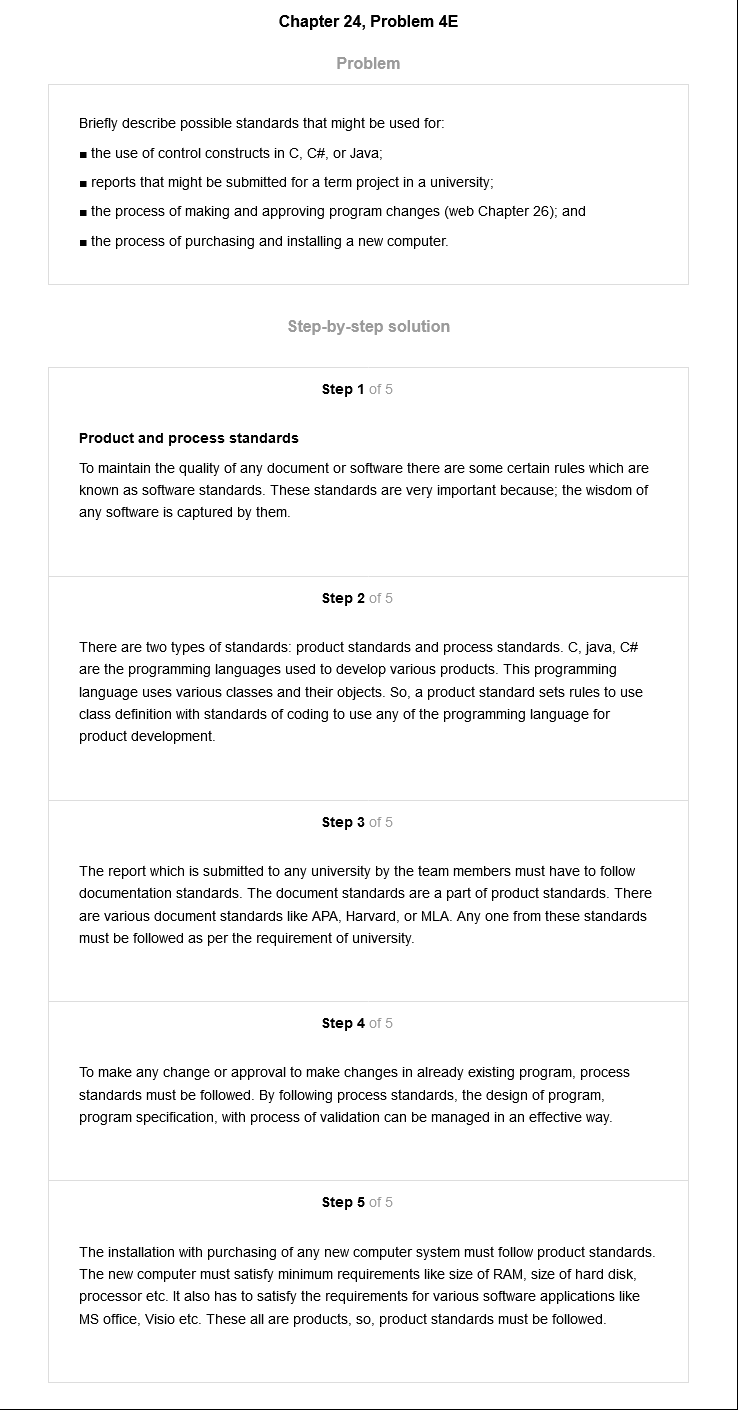 Chapter 24, Problem 4E
Problem
Briefly describe possible standards that might be used for:
■ the use of control constructs in C, C#, or Java;
■ reports that might be submitted for a term project in a university;
■ the process of making and approving program changes (web Chapter 26); and
■ the process of purchasing and installing a new computer.
Step-by-step solution
Step 1 of 5
Product and process standards
To maintain the quality of any document or software there are some certain rules which are
known as software standards. These standards are very important because; the wisdom of
any software is captured by them.
Step 2 of 5
There are two types of standards: product standards and process standards. C, java, C#
are the programming languages used to develop various products. This programming
language uses various classes and their objects. So, a product standard sets rules to use
class definition with standards of coding to use any of the programming language for
product development.
Step 3 of 5
The report which is submitted to any university by the team members must have to follow
documentation standards. The document standards are a part of product standards. There
are various document standards like APA, Harvard, or MLA. Any one from these standards
must be followed as per the requirement of university.
Step 4 of 5
To make any change or approval to make changes in already existing program, process
standards must be followed. By following process standards, the design of program,
program specification, with process of validation can be managed in an effective way.
Step 5 of 5
The installation with purchasing of any new computer system must follow product standards.
The new computer must satisfy minimum requirements like size of RAM, size of hard disk,
processor etc. It also has to satisfy the requirements for various software applications like
MS office, Visio etc. These all are products, so, product standards must be followed.